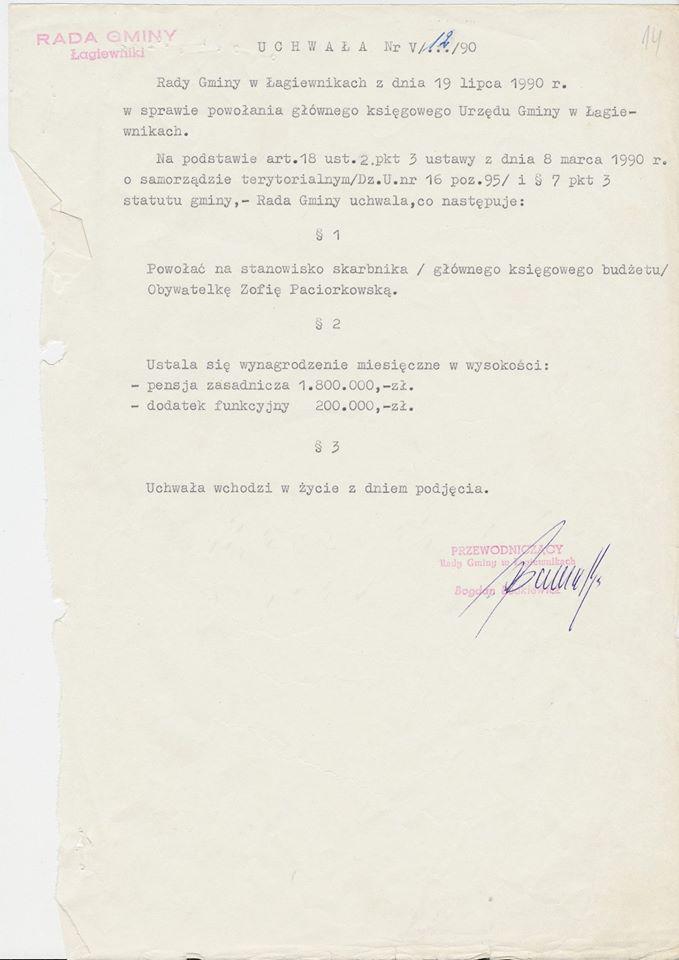 RADA GMINY
Łagiewniki
14
UCHWAŁA Nr V/12/90
Rady Gminy w Łagiewnikach z dnia 19 lipca 1990 r.
w sprawie powołania głównego księgowego Urzędu Gminy w Łagie-
wnikach.
Na podstawie art.18 ust.2.pkt 3 ustawy z dnia 8 marca 1990 r.
o samorządzie terytorialnym/Dz.U.nr 16 poz.95/ i § 7 pkt 3
statutu gminy,- Rada Gminy uchwala,co następuje:
§ 1
Powołać na stanowisko skarbnika / głównego księgowego budżetu/
Obywatelkę Zofię Paciorkowską.
§ 2
Ustala się wynagrodzenie miesięczne w wysokości:
- pensja zasadnicza 1.800.000,-zł.
- dodatek funkcyjny 200.000,-zł.
§ 3
Uchwała wchodzi w życie z dniem podjęcia.
PRZEWODNICZĄCY
Rady Gminy w Łagiewnikach
Bogdan